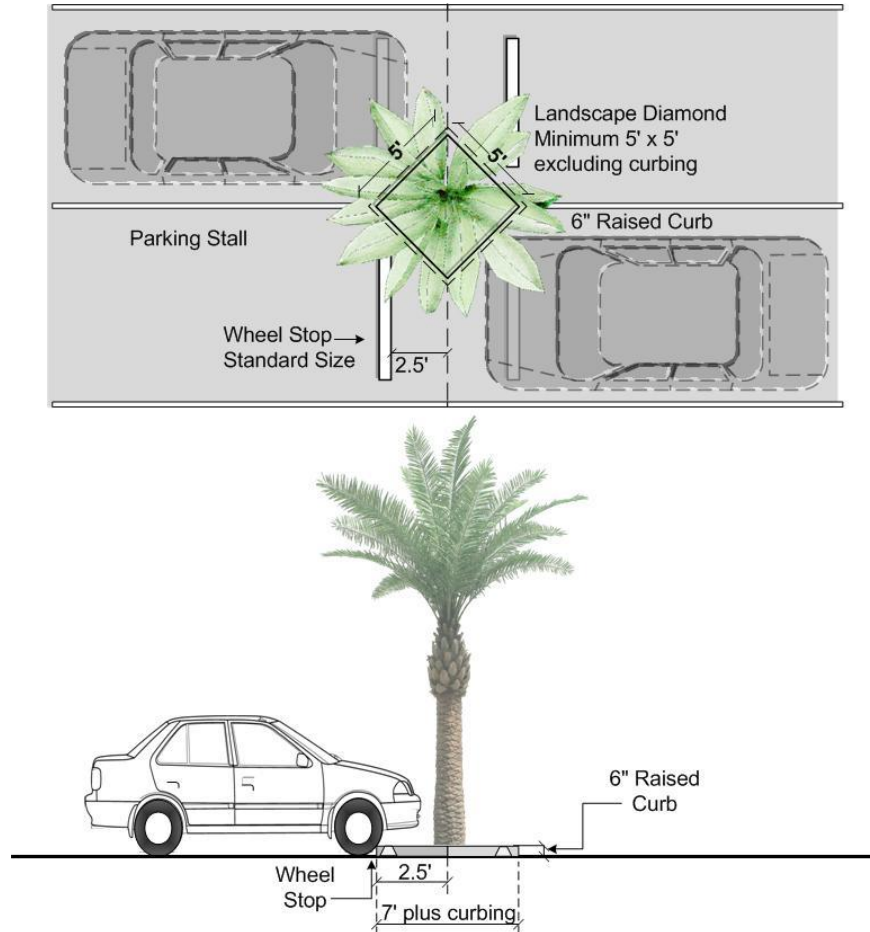 5'
5'
Landscape Diamond
Minimum 5' x 5'
excluding curbing
Parking Stall
6" Raised Curb
Wheel Stop
Standard Size
2.5'
6" Raised
Curb
Wheel
Stop
2.5'
7' plus curbing